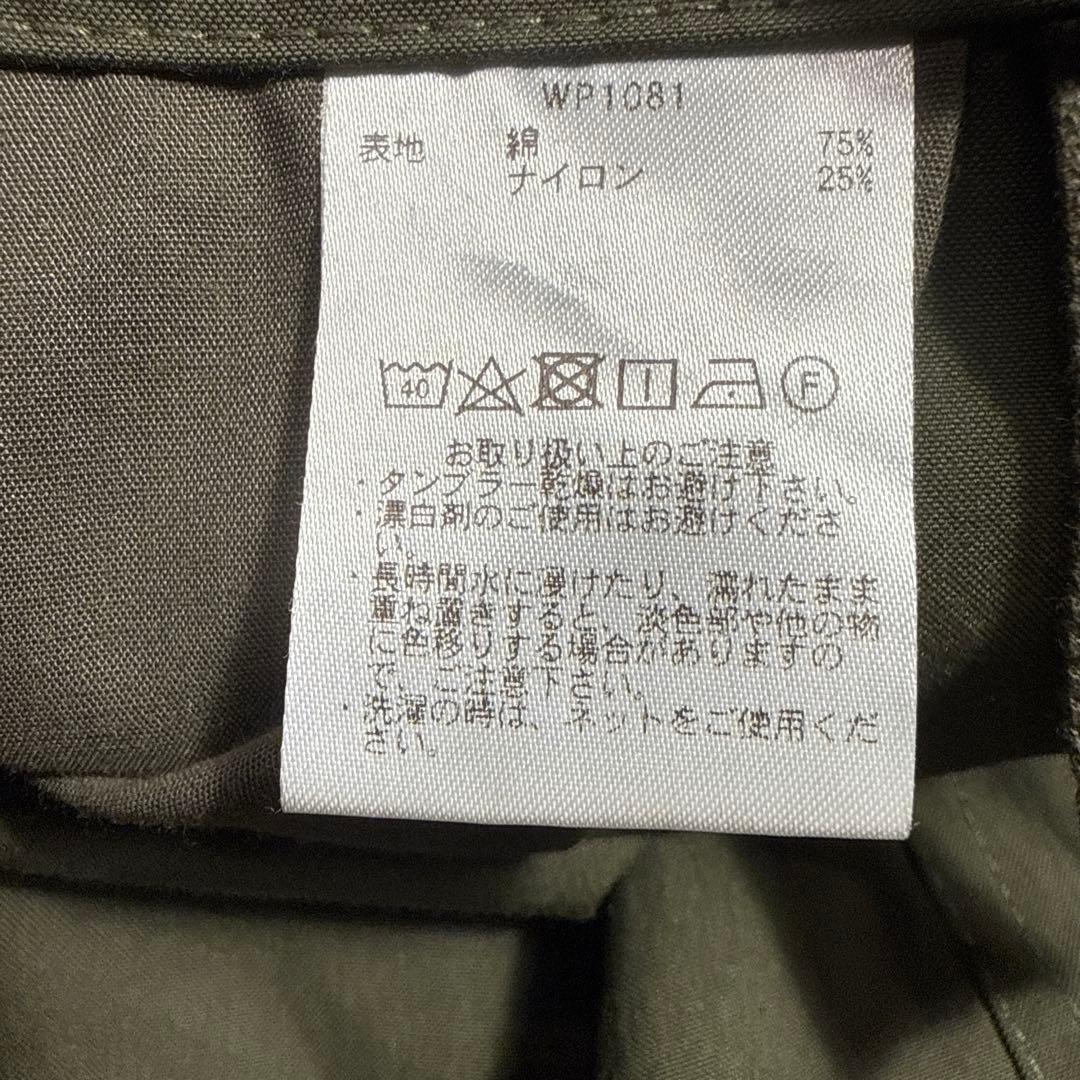 WP1081
表地 綿 75%
ナイロン 25%
40 F
お取り扱い上のご注意
・タンブラー乾燥はお避け下さい。
・漂白剤のご使用はお避けくださ
い。
・長時間水に浸けたり、濡れたまま
重ね置きすると、淡色部や他の物
に色移りする場合がありますの
で、ご注意下さい。
・洗濯の時は、ネットをご使用くだ
さい。